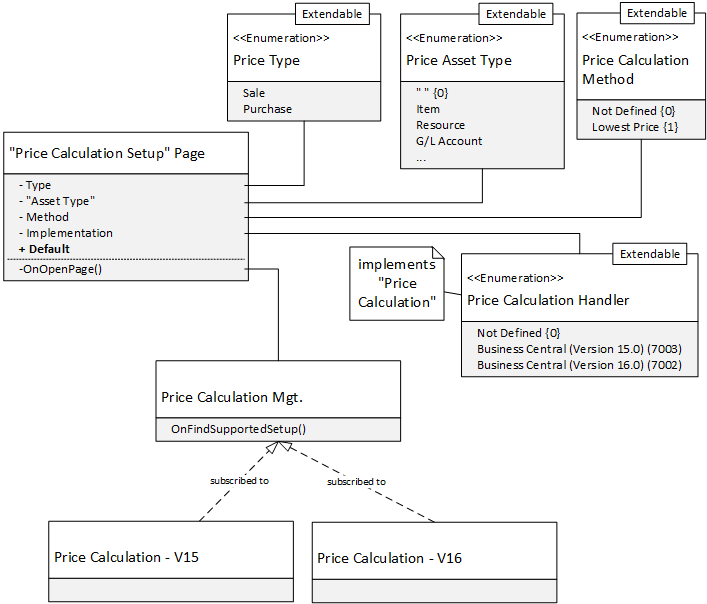 Extendable
<<Enumeration>>
Price Type
Sale
Purchase
Extendable
<<Enumeration>>
Price Asset Type
" " {0}
Item
Resource
G/L Account
...
Extendable
<<Enumeration>>
Price Calculation
Method
Not Defined {0}
Lowest Price {1}
"Price Calculation Setup" Page
- Type
- "Asset Type"
- Method
- Implementation
+ Default
-OnOpenPage()
implements
"Price
Calculation"
Extendable
<<Enumeration>>
Price Calculation Handler
Not Defined {0}
Business Central (Version 15.0) (7003)
Business Central (Version 16.0) (7002)
Price Calculation Mgt.
OnFindSupportedSetup()
subscribed to
subscribed to
Price Calculation - V15
Price Calculation - V16